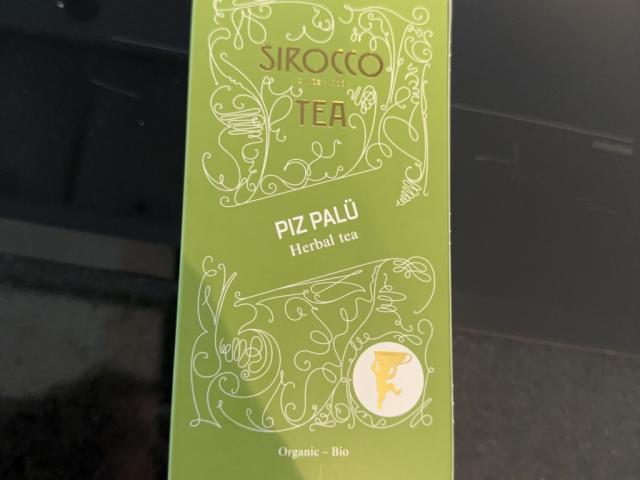 SIROCCO
TEA
PIZ PALÜ
Herbal tea
Organic – Bio